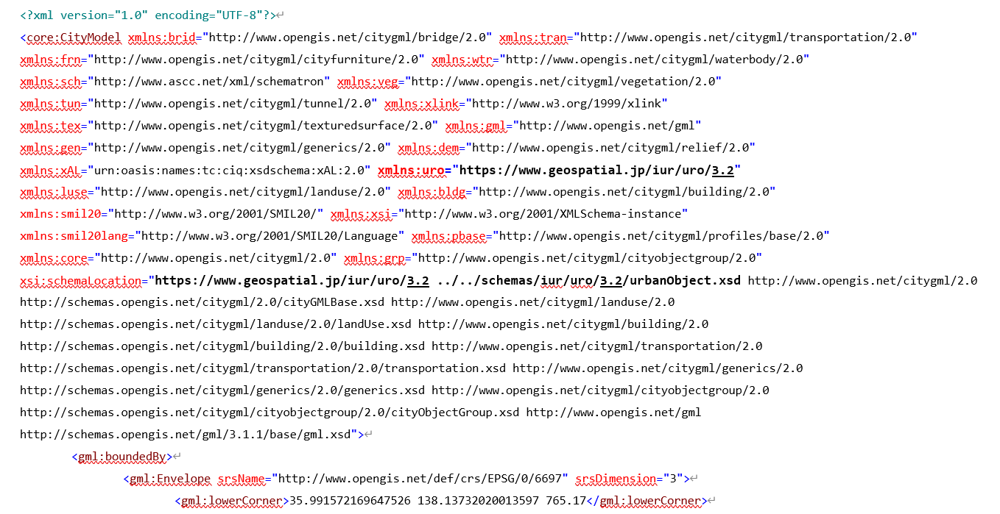 <?xml version="1.0" encoding="UTF-8"?>↵
<core:CityModel xmlns:brid="http://www.opengis.net/citygml/bridge/2.0" xmlns:tran="http://www.opengis.net/citygml/transportation/2.0"
xmlns:frn="http://www.opengis.net/citygml/cityfurniture/2.0" xmlns:wtr="http://www.opengis.net/citygml/waterbody/2.0"
xmlns:sch="http://www.ascc.net/xml/schematron" xmlns:veg="http://www.opengis.net/citygml/vegetation/2.0"
xmlns:tun="http://www.opengis.net/citygml/tunnel/2.0" xmlns:xlink="http://www.w3.org/1999/xlink"
xmlns:tex="http://www.opengis.net/citygml/texturedsurface/2.0" xmlns:gml="http://www.opengis.net/gml"
xmlns:gen="http://www.opengis.net/citygml/generics/2.0" xmlns:dem="http://www.opengis.net/citygml/relief/2.0"
xmlns:xAL="urn:oasis:names:tc:ciq:xsdschema:xAL:2.0" xmlns:uro="https://www.geospatial.jp/iur/uro/3.2"
xmlns:luse="http://www.opengis.net/citygml/landuse/2.0" xmlns:bldg="http://www.opengis.net/citygml/building/2.0"
xmlns:smil20="http://www.w3.org/2001/SMIL20/" xmlns:xsi="http://www.w3.org/2001/XMLSchema-instance"
xmlns:smil20lang="http://www.w3.org/2001/SMIL20/Language" xmlns:pbase="http://www.opengis.net/citygml/profiles/base/2.0"
xmlns:core="http://www.opengis.net/citygml/2.0" xmlns:grp="http://www.opengis.net/citygml/cityobjectgroup/2.0"
xsi:schemaLocation="https://www.geospatial.jp/iur/uro/3.2 ../../schemas/iur/uro/3.2/urbanObject.xsd http://www.opengis.net/citygml/2.0
http://schemas.opengis.net/citygml/2.0/cityGMLBase.xsd http://www.opengis.net/citygml/landuse/2.0
http://schemas.opengis.net/citygml/landuse/2.0/landUse.xsd http://www.opengis.net/citygml/building/2.0
http://schemas.opengis.net/citygml/building/2.0/building.xsd http://www.opengis.net/citygml/transportation/2.0
http://schemas.opengis.net/citygml/transportation/2.0/transportation.xsd http://www.opengis.net/citygml/generics/2.0
http://schemas.opengis.net/citygml/generics/2.0/generics.xsd http://www.opengis.net/citygml/cityobjectgroup/2.0
http://schemas.opengis.net/citygml/cityobjectgroup/2.0/cityObjectGroup.xsd http://www.opengis.net/gml
http://schemas.opengis.net/gml/3.1.1/base/gml.xsd">↵
<gml:boundedBy>↵
<gml:Envelope srsName="http://www.opengis.net/def/crs/EPSG/0/6697" srsDimension="3">↵
<gml:lowerCorner>35.991572169647526 138.13732020013597 765.17</gml:lowerCorner>↵